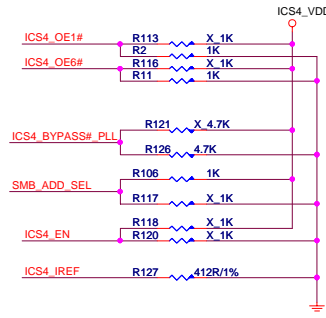 ICS4_VDD
ICS4_OE1# R113 X_1K
R2 1K
ICS4_OE6# R116 X_1K
R11 1K
R121 X_4.7K
ICS4_BYPASS#_PLL
R126 4.7K
R106 1K
SMB_ADD_SEL
R117 X_1K
R118 X_1K
ICS4_EN R120 X_1K
ICS4_IREF R127 412R/1%